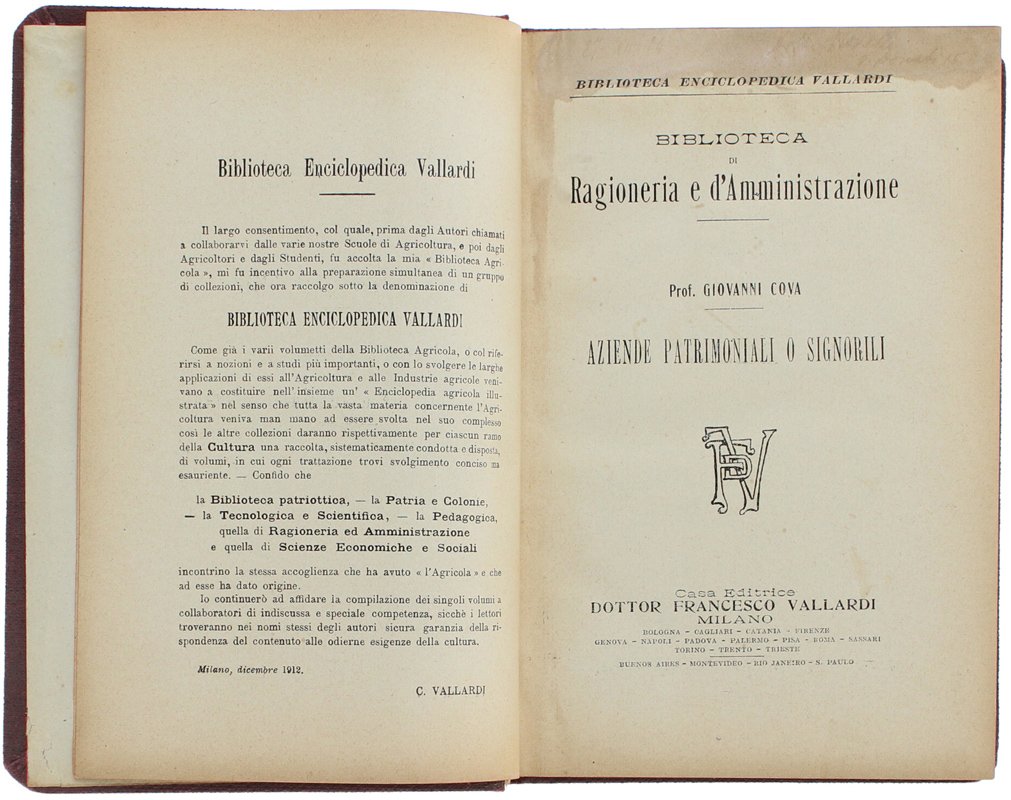 Biblioteca Enciclopedica Vallardi
Il largo consentimento, col quale, prima dagli Autori chiamati
a collaborarvi dalle varie nostre Scuole di Agricoltura, e poi dagli
Agricoltori e dagli Studenti, fu accolta la mia « Biblioteca Agri-
cola », mi fu incentivo alla preparazione simultanea di un gruppo
di collezioni, che ora raccolgo sotto la denominazione di
BIBLIOTECA ENCICLOPEDICA VALLARDI
Come già i varii volumetti della Biblioteca Agricola, o col rife-
rirsi a nozioni e a studi più importanti, o con lo svolgere le larghe
applicazioni di essi all'Agricoltura e alle Industrie agricole veni-
vano a costituire nell'insieme un' « Enciclopedia agricola illu-
strata » nel senso che tutta la vasta materia concernente l'Agri-
coltura veniva man mano ad essere svolta nel suo complesso
così le altre collezioni daranno rispettivamente per ciascun ramo
della Cultura una raccolta, sistematicamente condotta e disposta,
di volumi, in cui ogni trattazione trovi svolgimento conciso ma
esauriente. — Confido che
la Biblioteca patriottica, — la Patria e Colonie,
— la Tecnologica e Scientifica, — la Pedagogica,
quella di Ragioneria ed Amministrazione
e quella di Scienze Economiche e Sociali
incontrino la stessa accoglienza che ha avuto « l'Agricola » e che
ad esse ha dato origine.
Io continuerò ad affidare la compilazione dei singoli volumi a
collaboratori di indiscussa e speciale competenza, sicchè i lettori
troveranno nei nomi stessi degli autori sicura garanzia della ri-
spondenza del contenuto alle odierne esigenze della cultura.
Milano, dicembre 1912.
C. VALLARDI
BIBLIOTECA ENCICLOPEDICA VALLARDI
BIBLIOTECA
DI
Ragioneria e d'Amministrazione
Prof. GIOVANNI COVA
AZIENDE PATRIMONIALI O SIGNORILI
Casa Editrice
DOTTOR FRANCESCO VALLARDI
MILANO
BOLOGNA – CAGLIARI – CATANIA – FIRENZE
GENOVA – NAPOLI – PADOVA – PALERMO – PISA – ROMA – SASSARI
TORINO – TRENTO – TRIESTE
BUENOS AIRES – MONTEVIDEO – RIO JANEIRO – S. PAULO